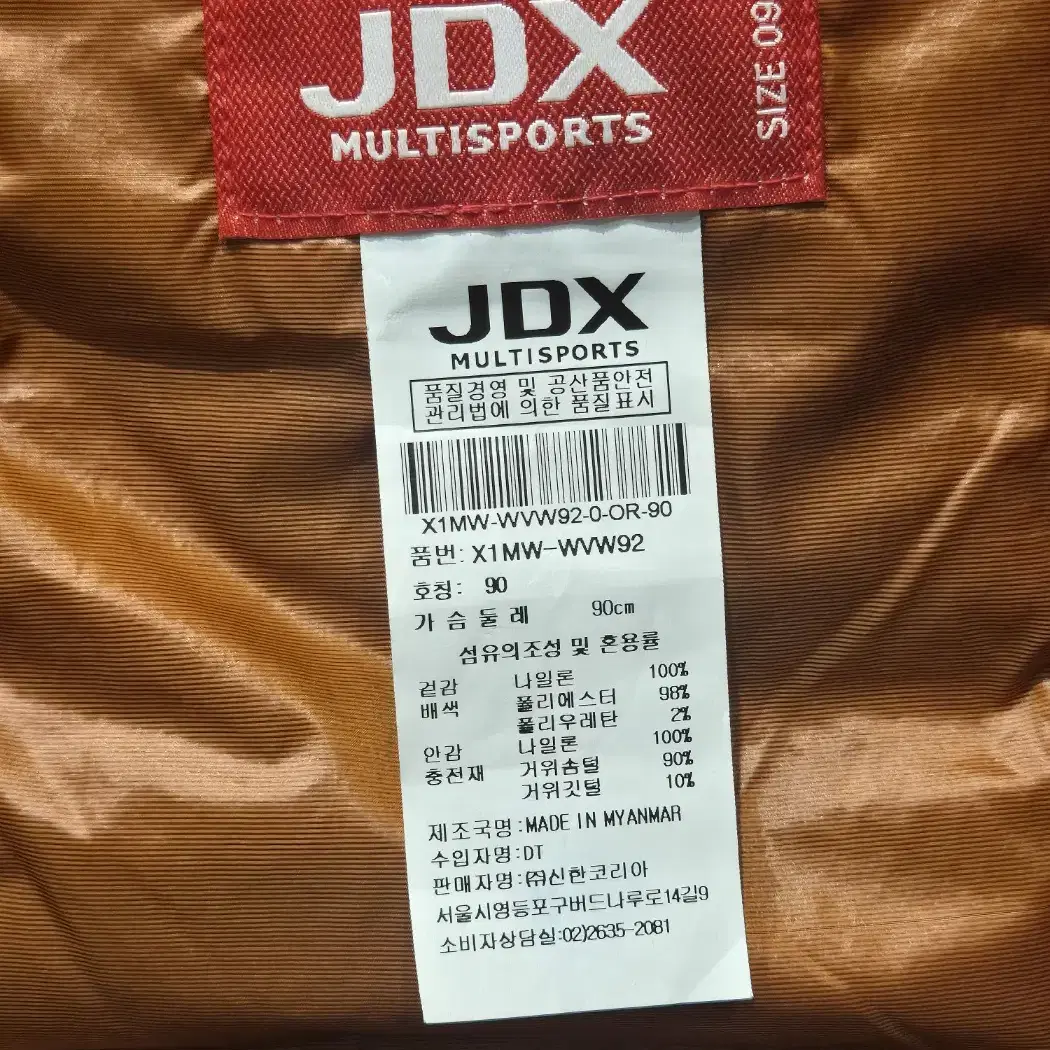 JDX
MULTISPORTS
SIZE 09
JDX
MULTISPORTS
품질경영 및 공산품안전
관리법에 의한 품질표시
X1MW-WVW92-0-OR-90
품번: X1MW-WVW92
호칭: 90
가슴둘레 90cm
섬유의조성 및 혼용률
겉감 나일론 100%
배색 폴리에스터 98%
폴리우레탄 2%
안감 나일론 100%
충전재 거위솜털 90%
거위깃털 10%
제조국명:MADE IN MYANMAR
수입자명:DT
판매자명:㈜신한코리아
서울시영등포구버드나루로14길9
소비자상담실:02)2635-2081